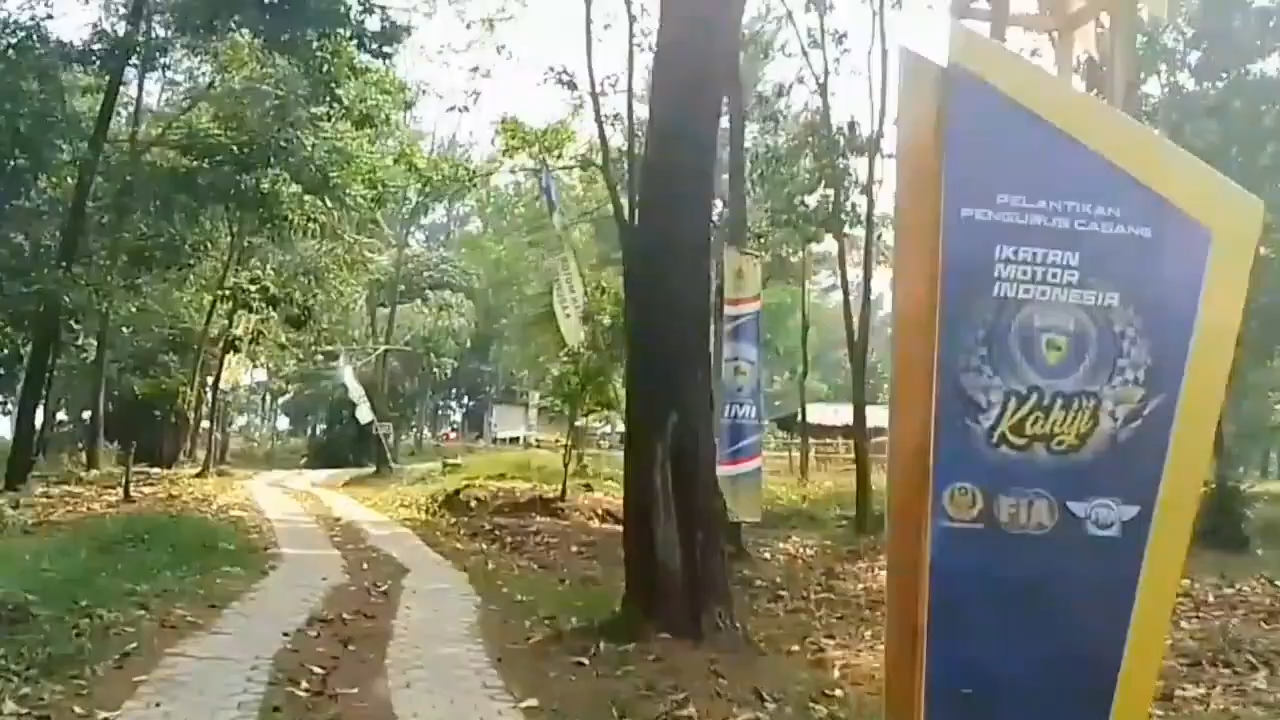 PELANTIKAN
PENGURUS CABANG
IKATAN
MOTOR
INDONESIA
Kahiji
FIA
IMI